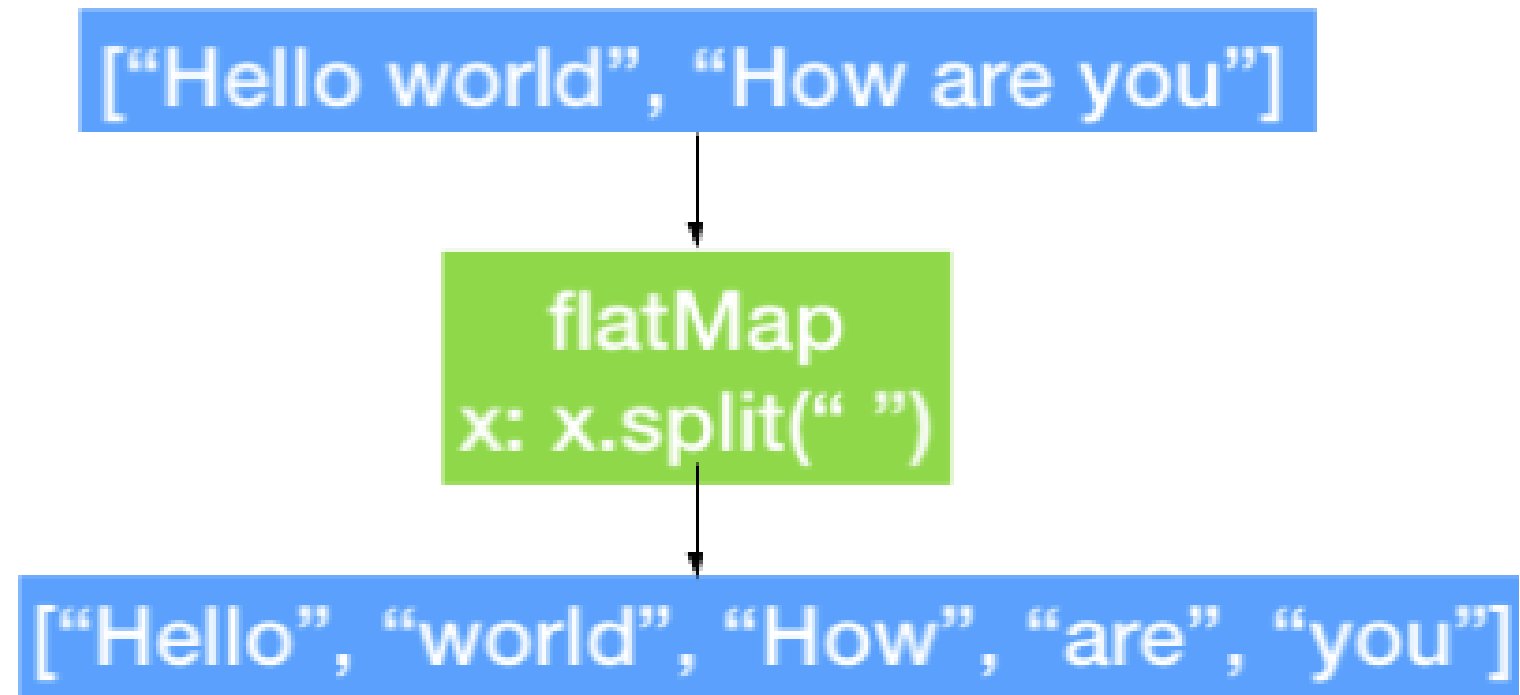 [“Hello world”, “How are you”]
flatMap
x: x.split(“ ”)
[“Hello”, “world”, “How”, “are”, “you”]